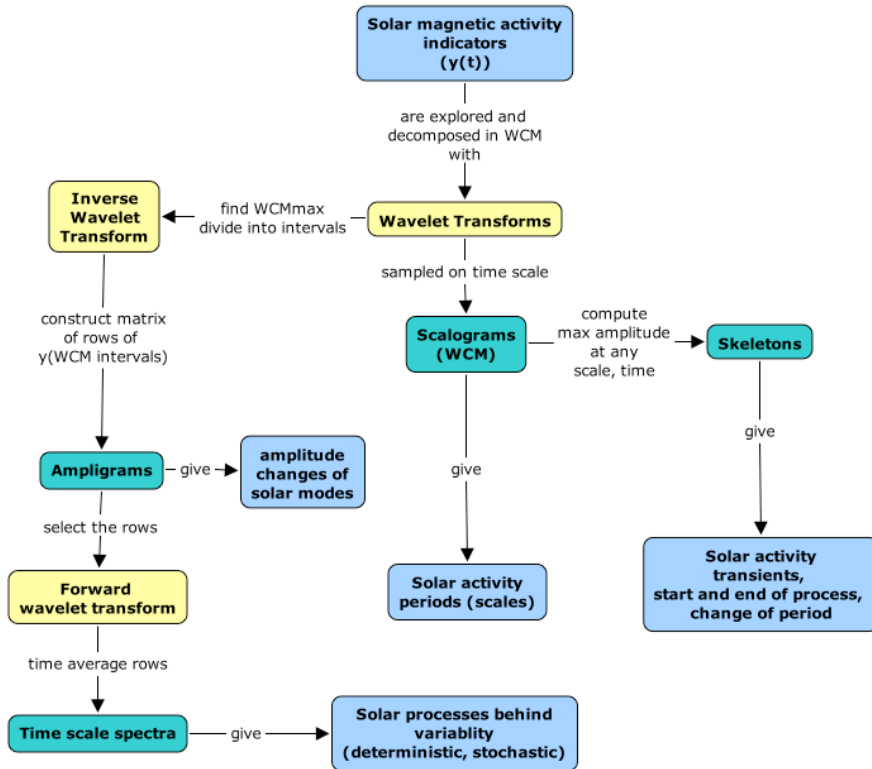 Solar magnetic activity
indicators
(y(t))
are explored and
decomposed in WCM
with
Inverse
Wavelet
Transform
find WCMmax
divide into intervals
Wavelet Transforms
sampled on time scale
construct matrix
of rows of
y(WCM intervals)
Scalograms
(WCM)
compute
max amplitude
at any
scale, time
Skeletons
give
Ampligrams
give
amplitude
changes of
solar modes
give
select the rows
Forward
wavelet transform
Solar activity
periods (scales)
Solar activity
transients,
start and end of process,
change of period
time average rows
Time scale spectra
give
Solar processes behind
variablity
(deterministic, stochastic)